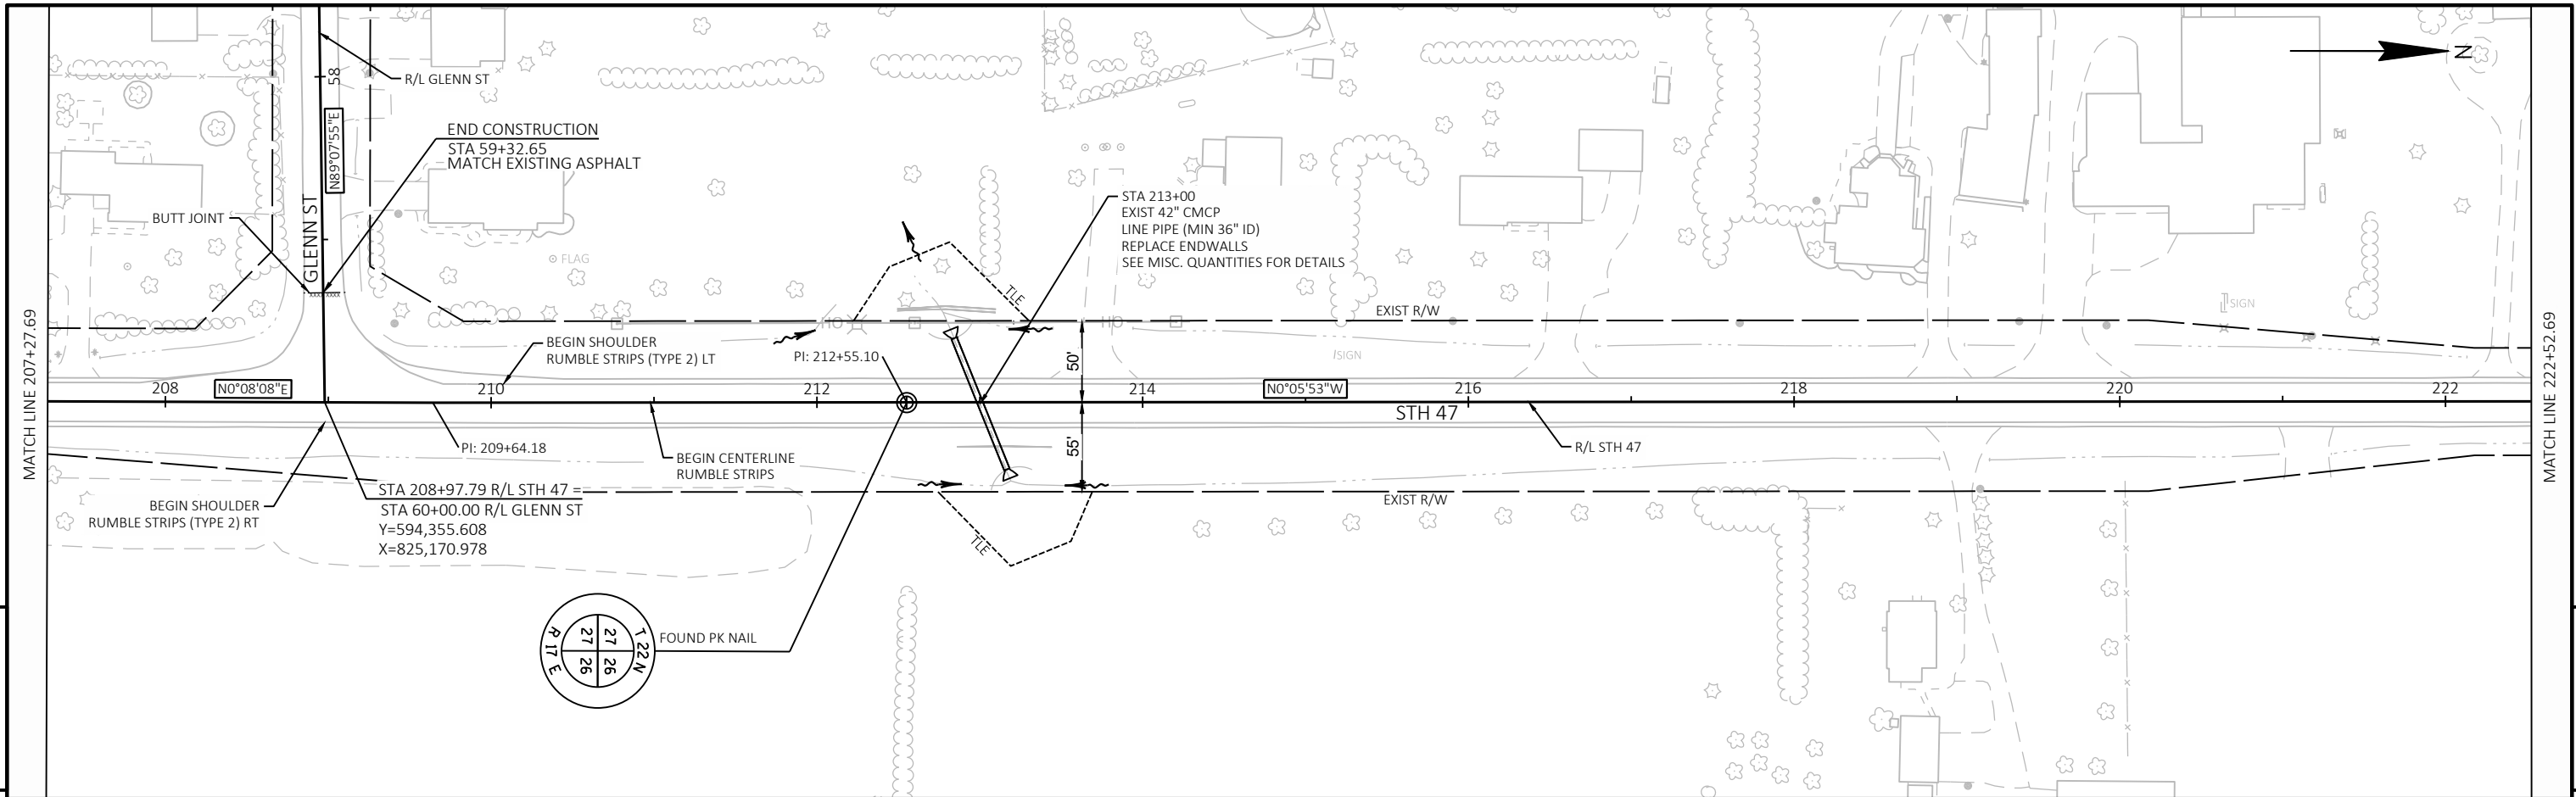 MATCH LINE 207+27.69
58
R/L GLENN ST
N
N89°07'55"E
END CONSTRUCTION
STA 59+32.65
MATCH EXISTING ASPHALT
BUTT JOINT
GLENN ST
STA 213+00
EXIST 42" CMCP
LINE PIPE (MIN 36" ID)
REPLACE ENDWALLS
SEE MISC. QUANTITIES FOR DETAILS
FLAG
TLE
HO
HO
EXIST R/W
SIGN
BEGIN SHOULDER
RUMBLE STRIPS (TYPE 2) LT
PI: 212+55.10
50'
SIGN
208
N0°08'08"E
210
212
214
N0°05'53"W
216
218
220
222
STH 47
PI: 209+64.18
BEGIN CENTERLINE
RUMBLE STRIPS
55'
R/L STH 47
BEGIN SHOULDER
RUMBLE STRIPS (TYPE 2) RT
STA 208+97.79 R/L STH 47 =
STA 60+00.00 R/L GLENN ST
Y=594,355.608
X=825,170.978
EXIST R/W
TLE
FOUND PK NAIL
T 22 N
R 17 E
27 27
26 26
MATCH LINE 222+52.69